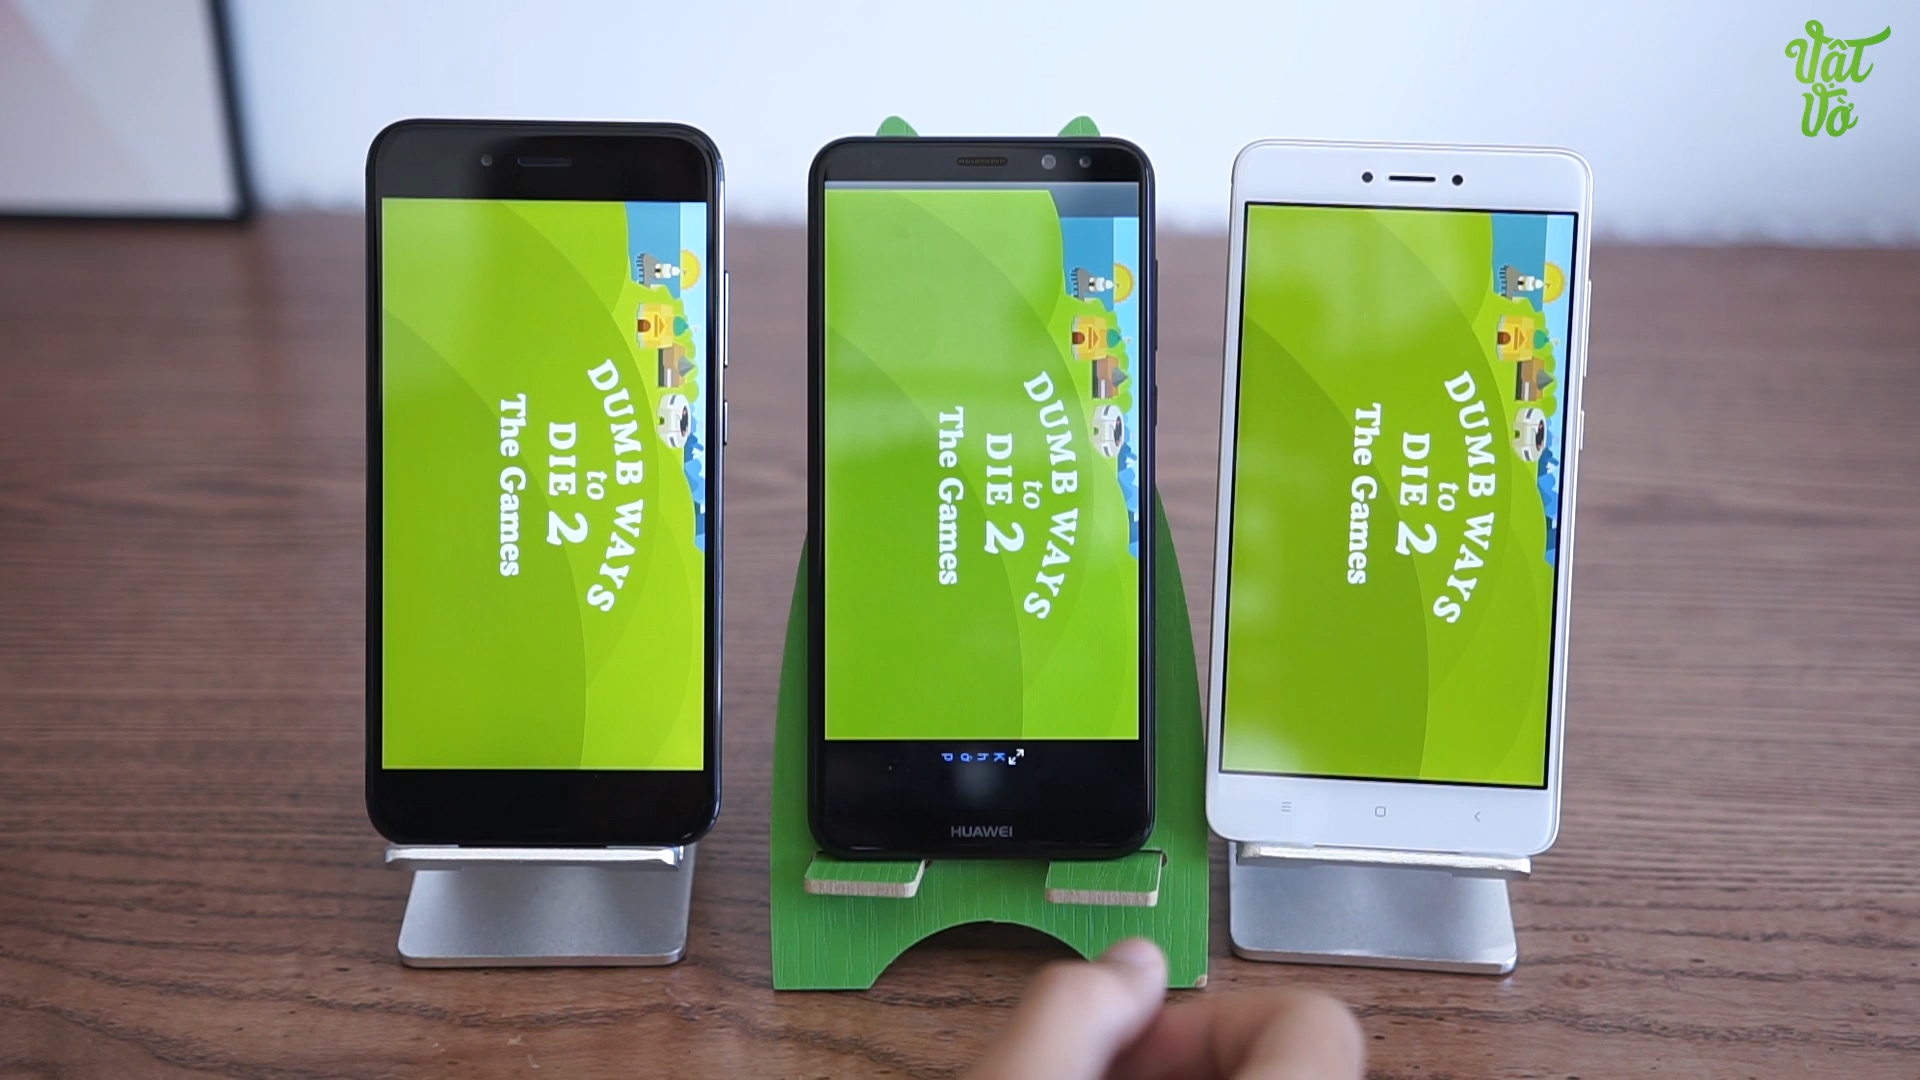 Vật
Vờ
DUMB WAYS
to
DIE 2
The Games
DUMB WAYS
to
DIE 2
The Games
Khớp
HUAWEI
DUMB WAYS
to
DIE 2
The Games